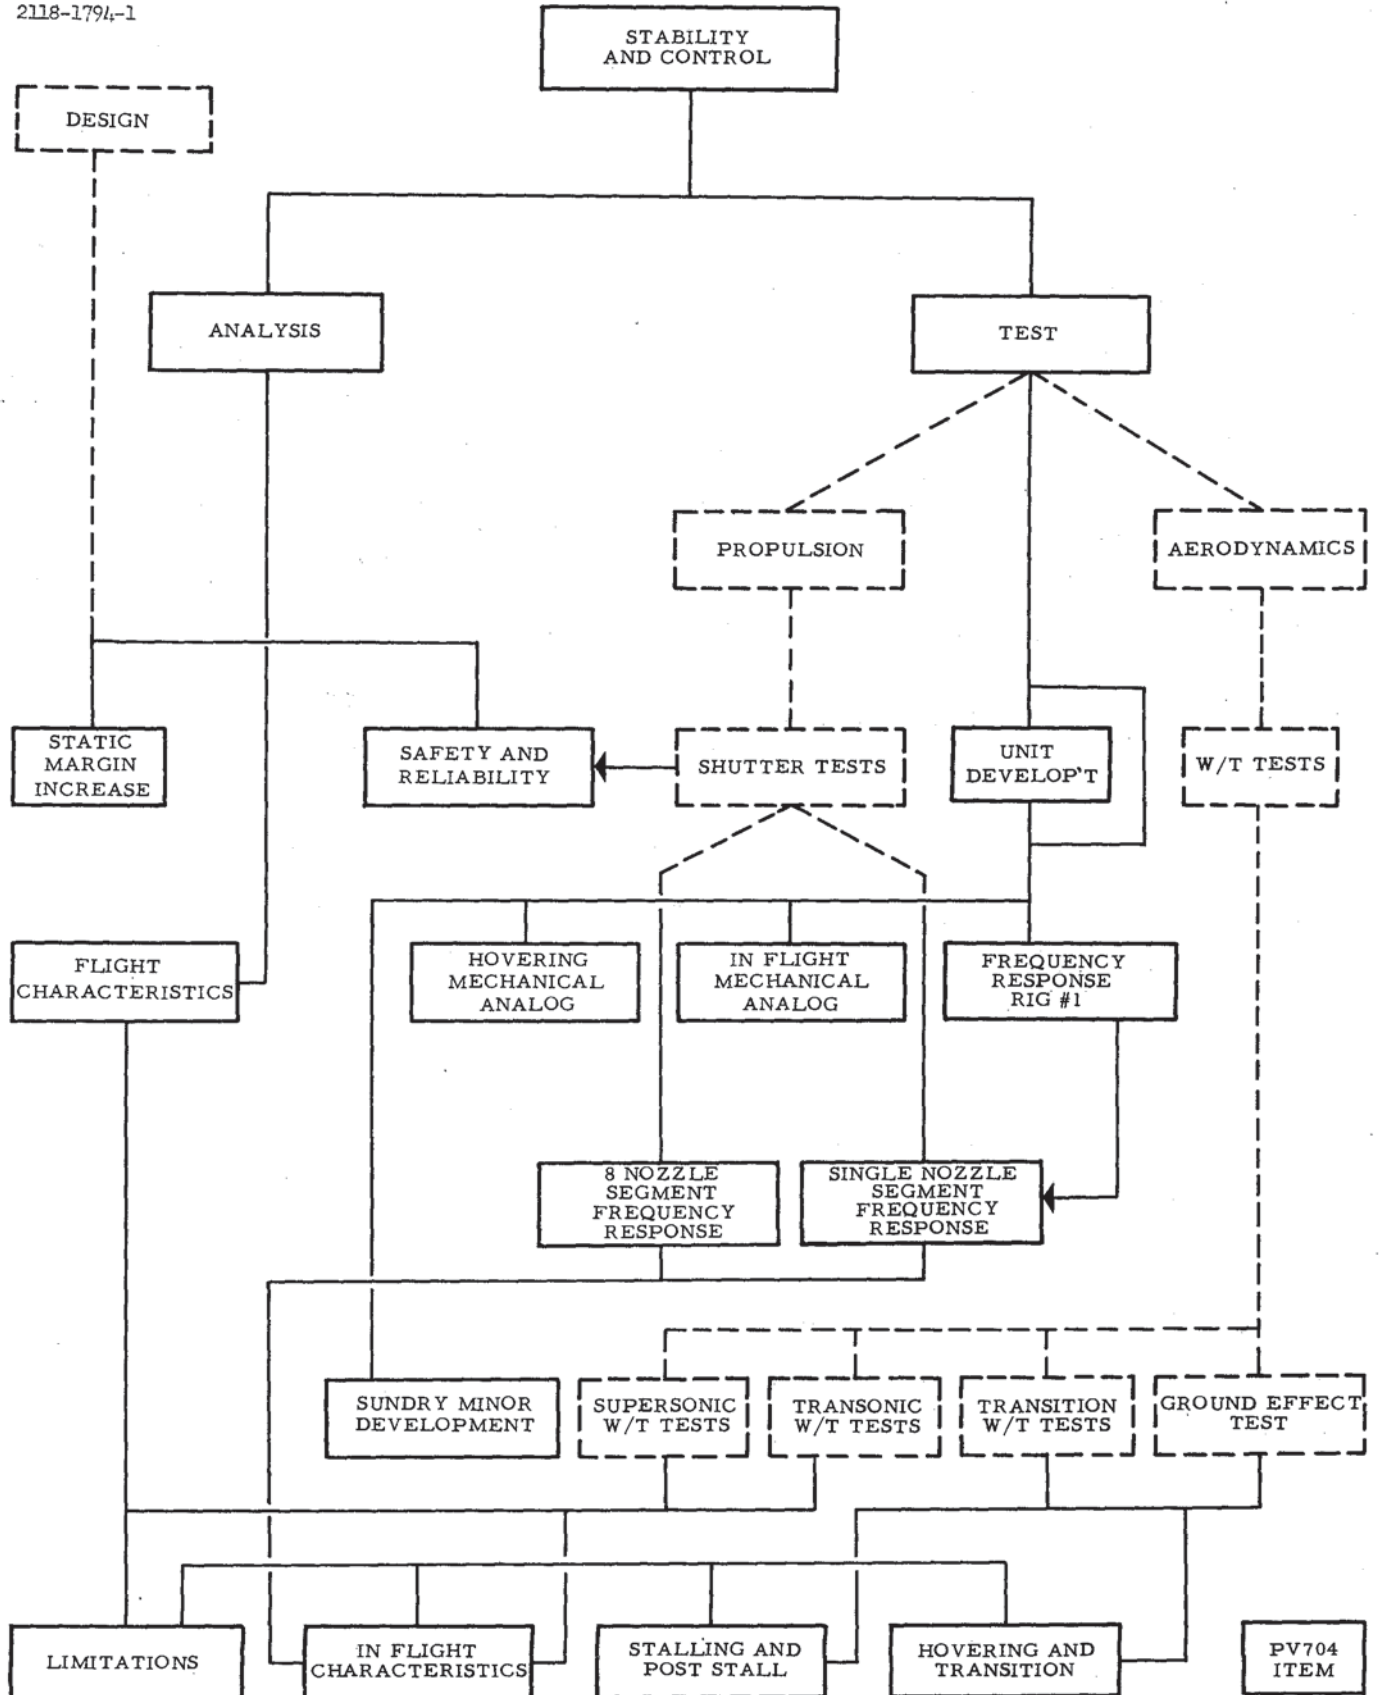 2118-1794-1
STABILITY
AND CONTROL
DESIGN
ANALYSIS
TEST
PROPULSION
AERODYNAMICS
STATIC
MARGIN
INCREASE
SAFETY AND
RELIABILITY
SHUTTER TESTS
UNIT
DEVELOP'T
W/T TESTS
FLIGHT
CHARACTERISTICS
HOVERING
MECHANICAL
ANALOG
IN FLIGHT
MECHANICAL
ANALOG
FREQUENCY
RESPONSE
RIG #1
8 NOZZLE
SEGMENT
FREQUENCY
RESPONSE
SINGLE NOZZLE
SEGMENT
FREQUENCY
RESPONSE
SUNDRY MINOR
DEVELOPMENT
SUPERSONIC
W/T TESTS
TRANSONIC
W/T TESTS
TRANSITION
W/T TESTS
GROUND EFFECT
TEST
LIMITATIONS
IN FLIGHT
CHARACTERISTICS
STALLING AND
POST STALL
HOVERING AND
TRANSITION
PV704
ITEM